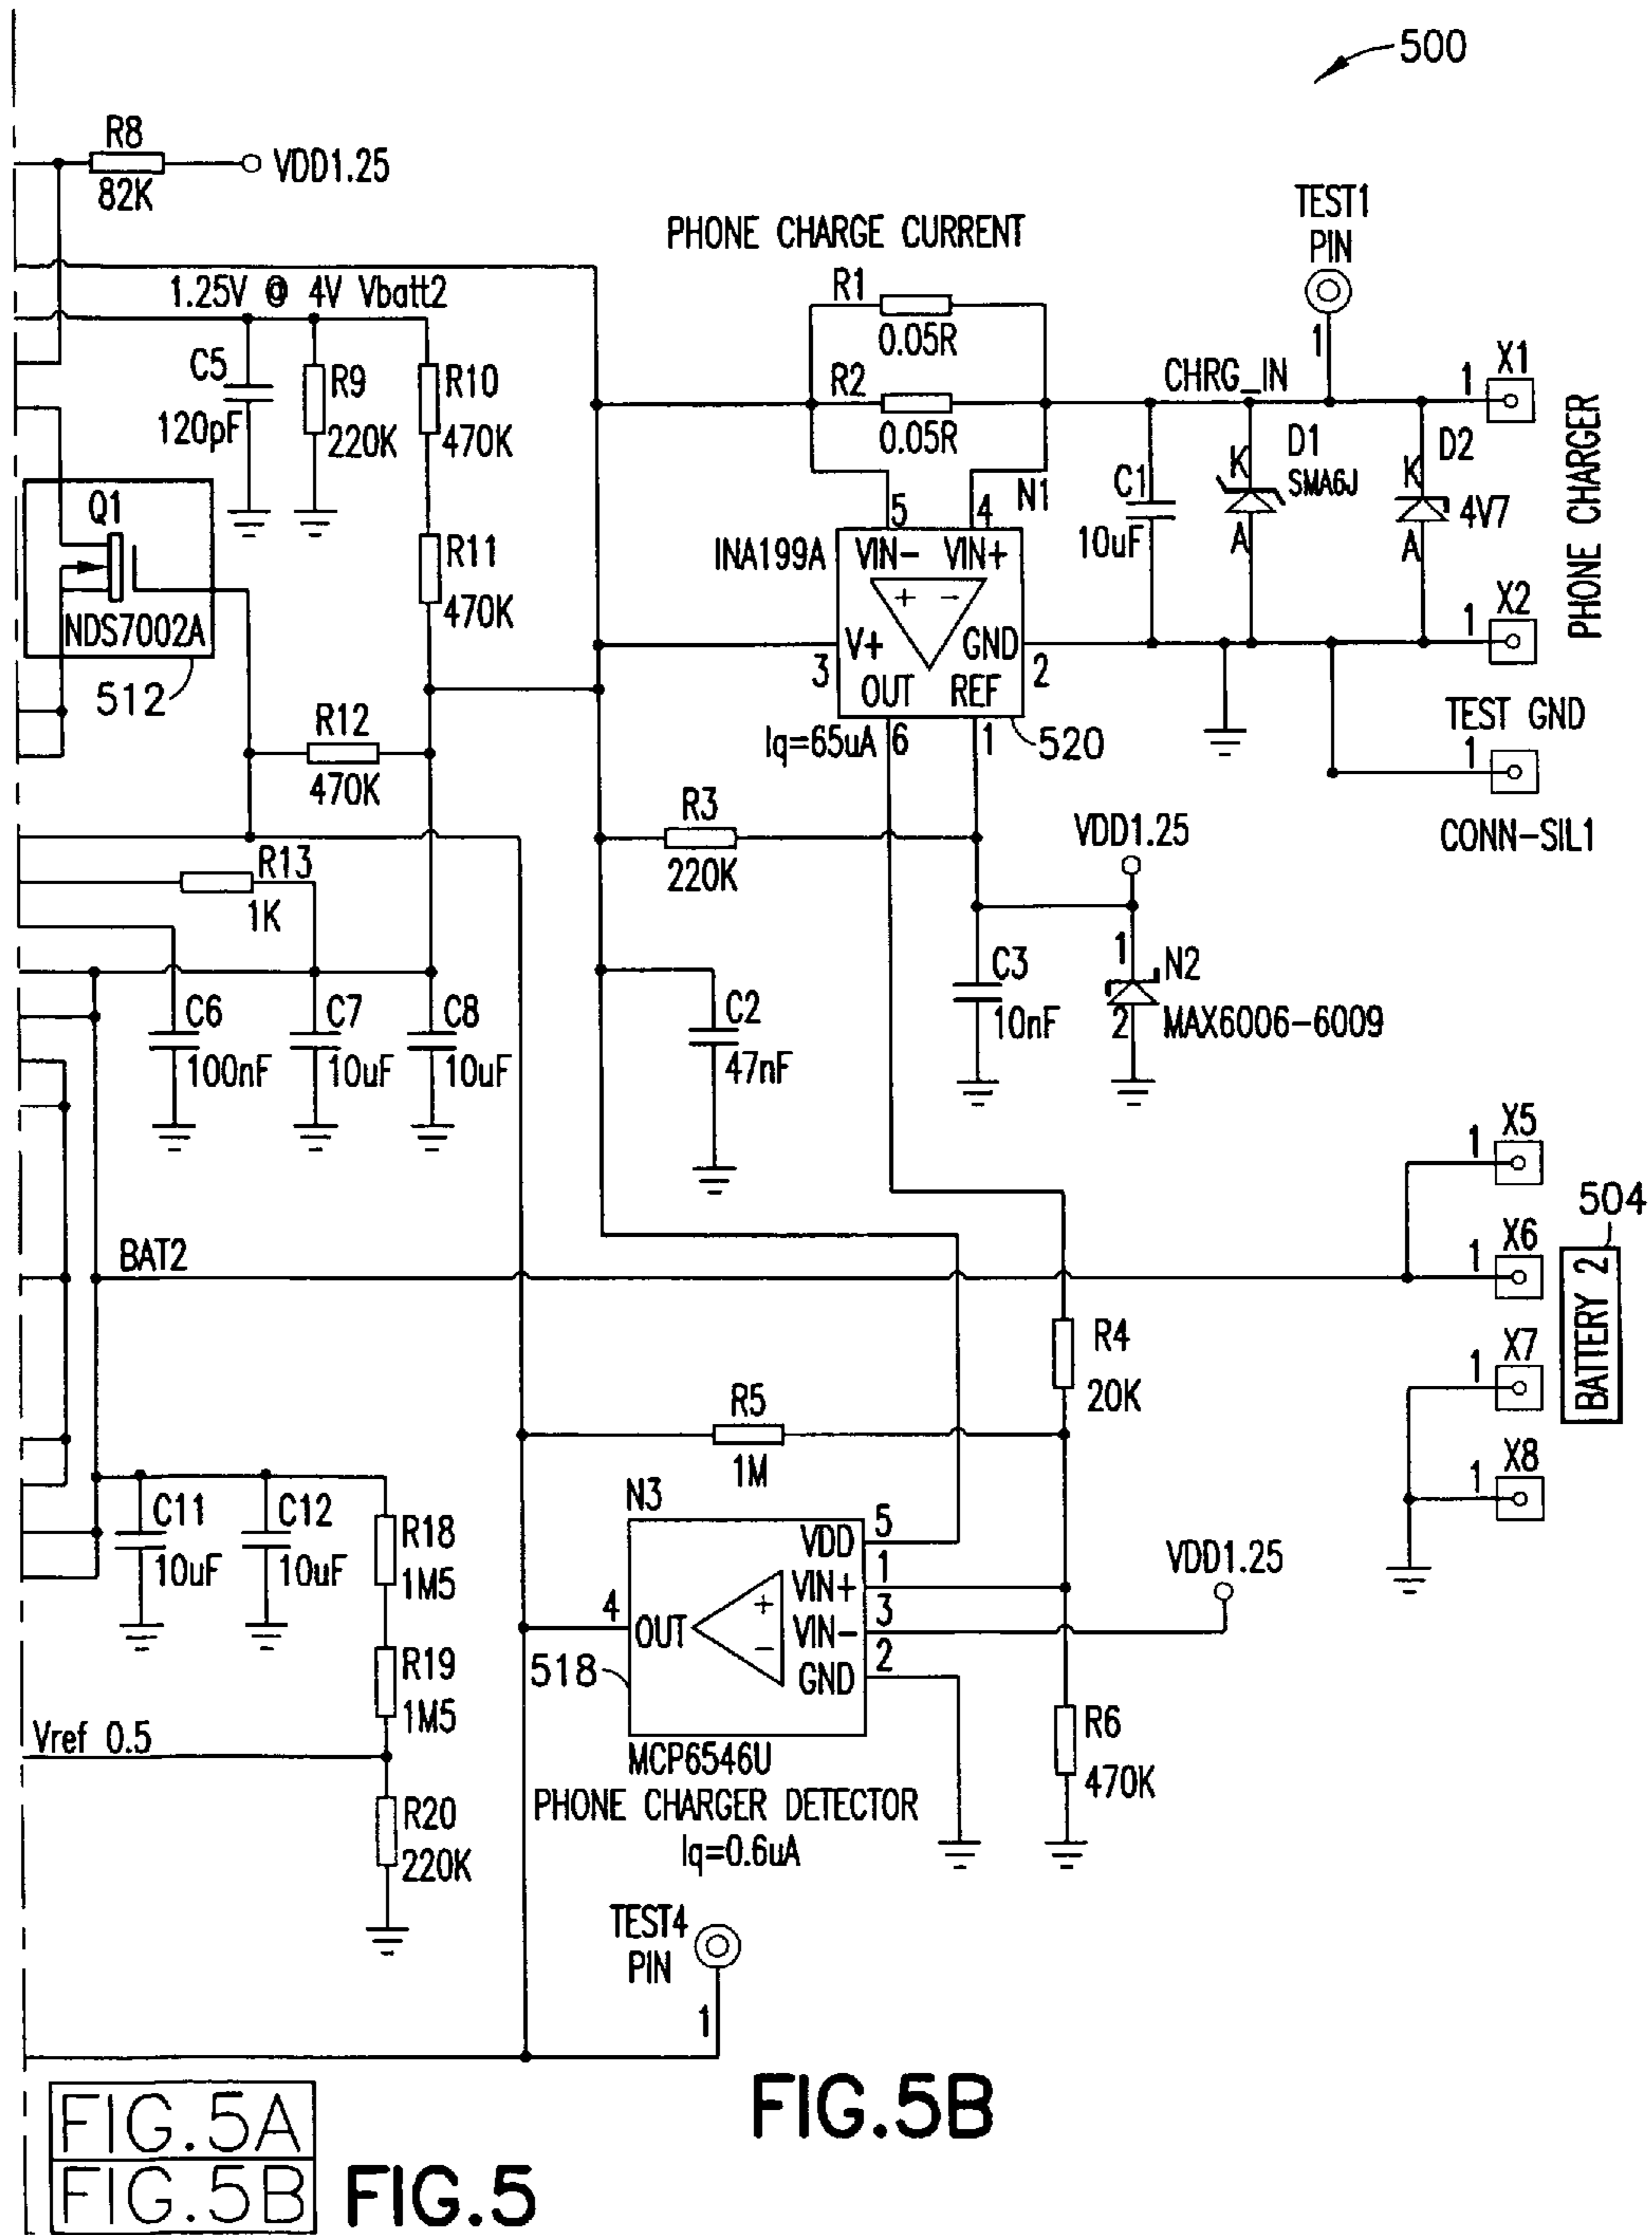 500
R8
82K
VDD1.25
PHONE CHARGE CURRENT
TEST1
PIN
1
1.25V @ 4V Vbatt2
C5
120pF
R9
220K
R10
470K
R11
470K
R1
0.05R
R2
0.05R
CHRG_IN
1
X1
Q1
NDS7002A
512
5
4
N1
INA199A
VIN-
VIN+
+
-
V+
GND
3
2
OUT
REF
Iq=65uA
6
1
520
C1
10uF
K
D1
SMA6J
A
K
D2
4V7
A
1
X2
PHONE CHARGER
TEST GND
1
CONN-SIL1
R12
470K
R3
220K
VDD1.25
R13
1K
C6
100nF
C7
10uF
C8
10uF
C2
47nF
C3
10nF
1
N2
2
MAX6006-6009
1
X5
504
BAT2
1
X6
BATTERY 2
1
X7
1
X8
R4
20K
R5
1M
C11
10uF
C12
10uF
R18
1M5
R19
1M5
N3
VDD
5
VIN+
1
VIN-
3
GND
2
+
-
4
OUT
518
VDD1.25
Vref 0.5
MCP6546U
PHONE CHARGER DETECTOR
Iq=0.6uA
R6
470K
R20
220K
TEST4
PIN
1
FIG.5B
FIG.5A
FIG.5B
FIG.5